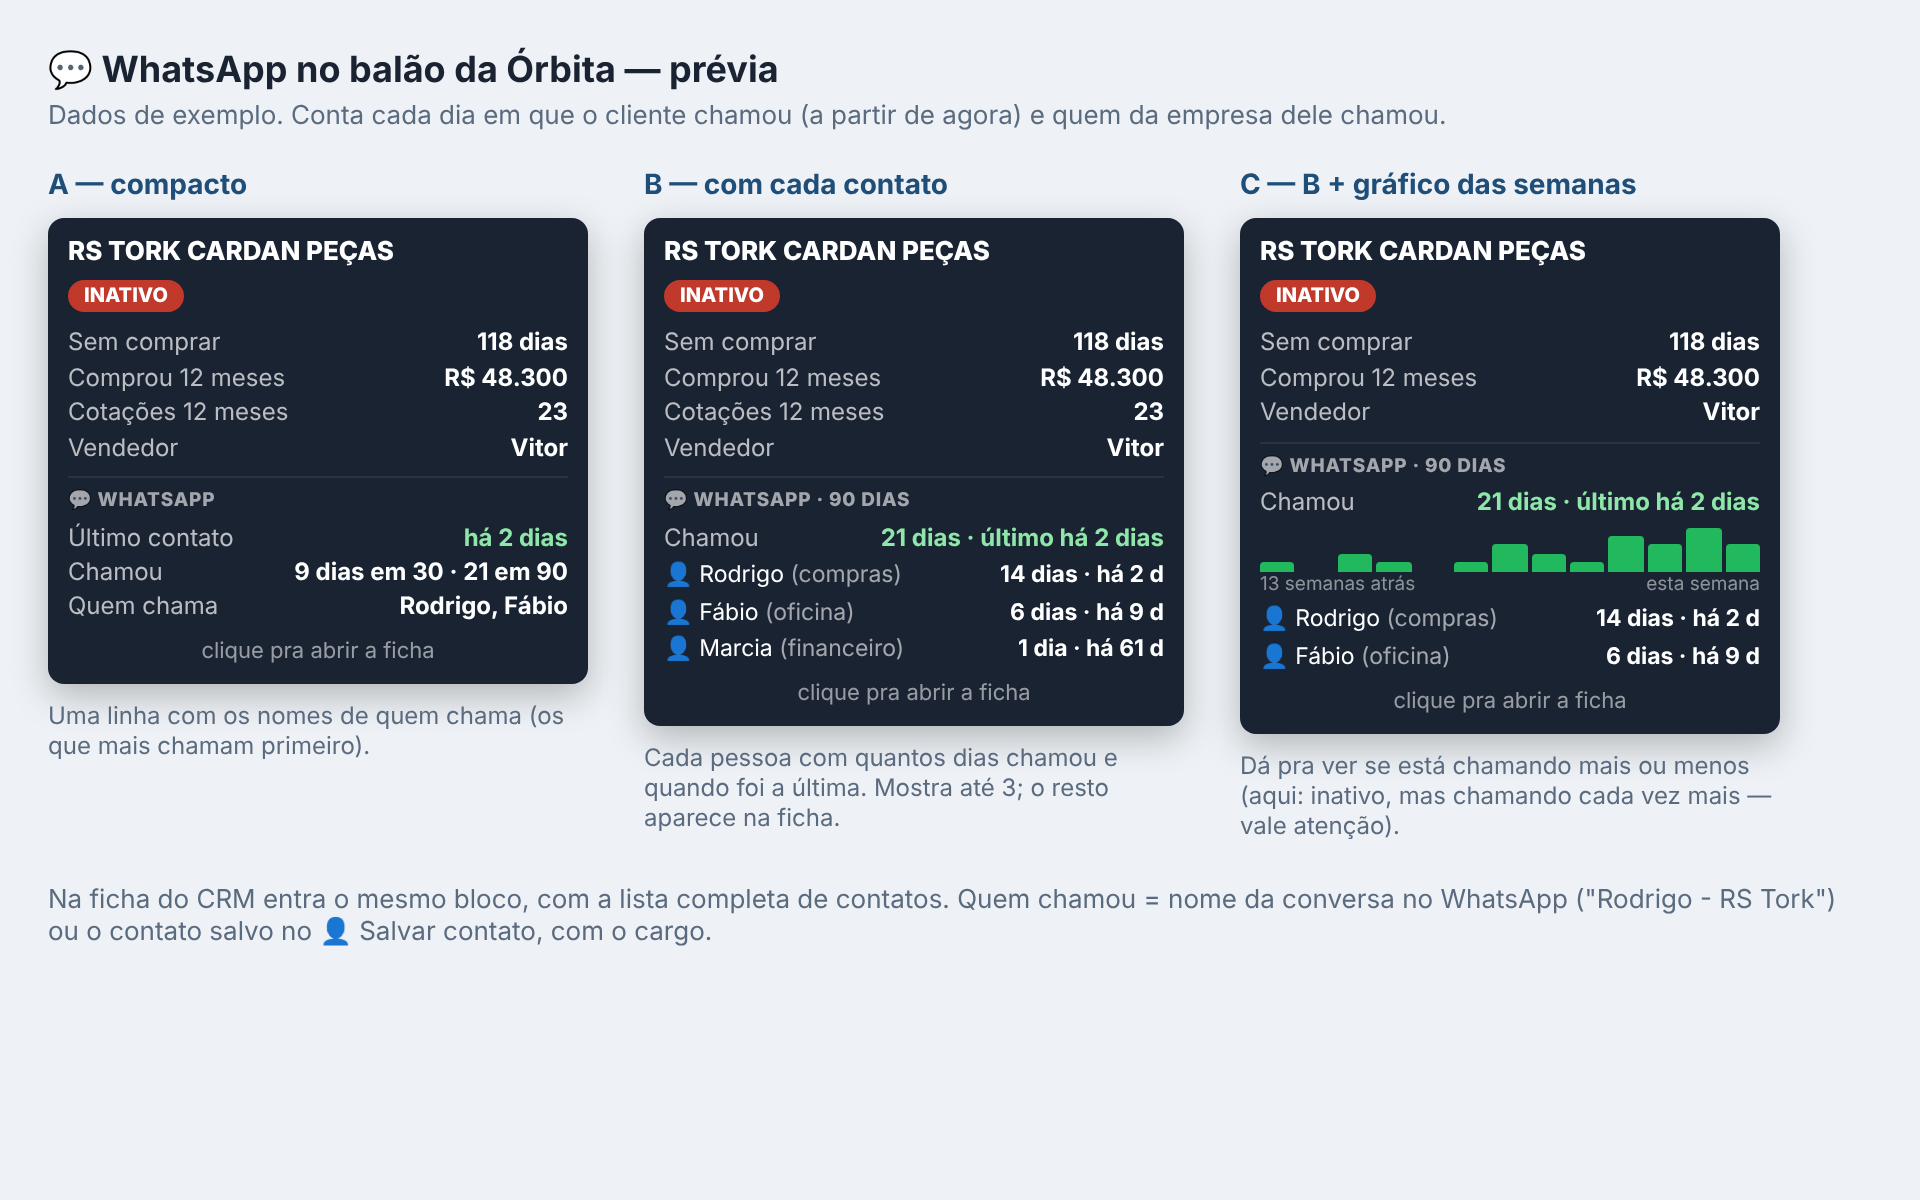 💬 WhatsApp no balão da Órbita — prévia
Dados de exemplo. Conta cada dia em que o cliente chamou (a partir de agora) e quem da empresa dele chamou.
A — compacto
RS TORK CARDAN PEÇAS
INATIVO
Sem comprar 118 dias
Comprou 12 meses R$ 48.300
Cotações 12 meses 23
Vendedor Vitor
💬 WHATSAPP
Último contato há 2 dias
Chamou 9 dias em 30 · 21 em 90
Quem chama Rodrigo, Fábio
clique pra abrir a ficha
Uma linha com os nomes de quem chama (os
que mais chamam primeiro).
B — com cada contato
RS TORK CARDAN PEÇAS
INATIVO
Sem comprar 118 dias
Comprou 12 meses R$ 48.300
Cotações 12 meses 23
Vendedor Vitor
💬 WHATSAPP · 90 DIAS
Chamou 21 dias · último há 2 dias
👤 Rodrigo (compras) 14 dias · há 2 d
👤 Fábio (oficina) 6 dias · há 9 d
👤 Marcia (financeiro) 1 dia · há 61 d
clique pra abrir a ficha
Cada pessoa com quantos dias chamou e
quando foi a última. Mostra até 3; o resto
aparece na ficha.
C — B + gráfico das semanas
RS TORK CARDAN PEÇAS
INATIVO
Sem comprar 118 dias
Comprou 12 meses R$ 48.300
Vendedor Vitor
💬 WHATSAPP · 90 DIAS
Chamou 21 dias · último há 2 dias
13 semanas atrás esta semana
👤 Rodrigo (compras) 14 dias · há 2 d
👤 Fábio (oficina) 6 dias · há 9 d
clique pra abrir a ficha
Dá pra ver se está chamando mais ou menos
(aqui: inativo, mas chamando cada vez mais —
vale atenção).
Na ficha do CRM entra o mesmo bloco, com a lista completa de contatos. Quem chamou = nome da conversa no WhatsApp ("Rodrigo - RS Tork")
ou o contato salvo no 👤 Salvar contato, com o cargo.